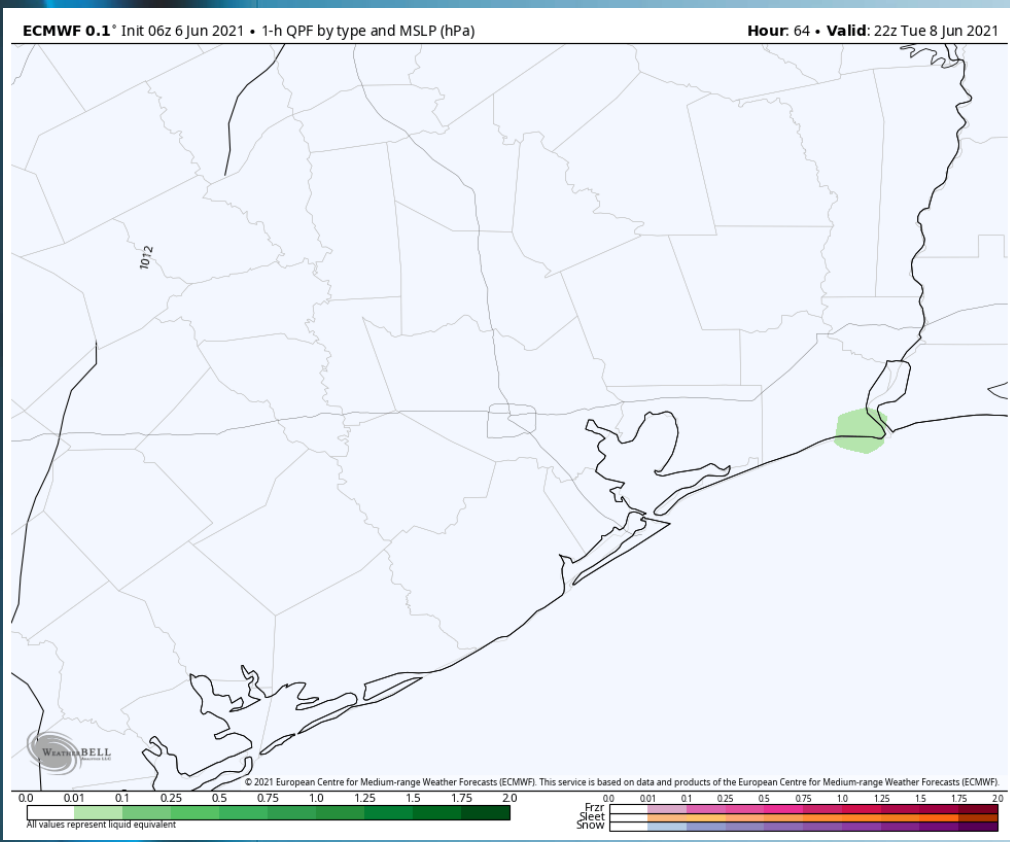 ECMWF 0.1° Init 06z 6 Jun 2021 • 1-h QPF by type and MSLP (hPa)
Hour: 64 • Valid: 22z Tue 8 Jun 2021
1012
WEATHERBELL
© 2021 European Centre for Medium-range Weather Forecasts (ECMWF). This service is based on data and products of the European Centre for Medium-range Weather Forecasts (ECMWF).
0.0 0.01 0.1 0.25 0.5 0.75 1.0 1.25 1.5 1.75 2.0
All values represent liquid equivalent
0.0 0.01 0.1 0.25 0.5 0.75 1.0 1.25 1.5 1.75 2.0
Frzr
Sleet
Snow